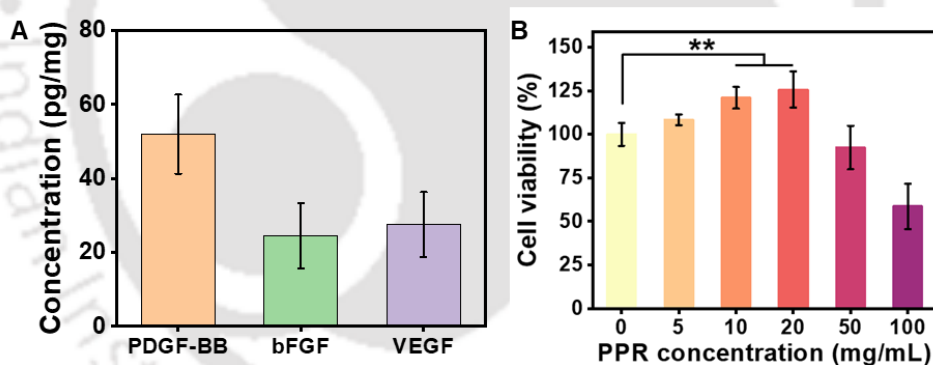 A
Concentration (pg/mg)
80
60
40
20
0
PDGF-BB bFGF VEGF
B
Cell viability (%)
150
125
100
75
50
25
0
**
0 5 10 20 50 100
PPR concentration (mg/mL)